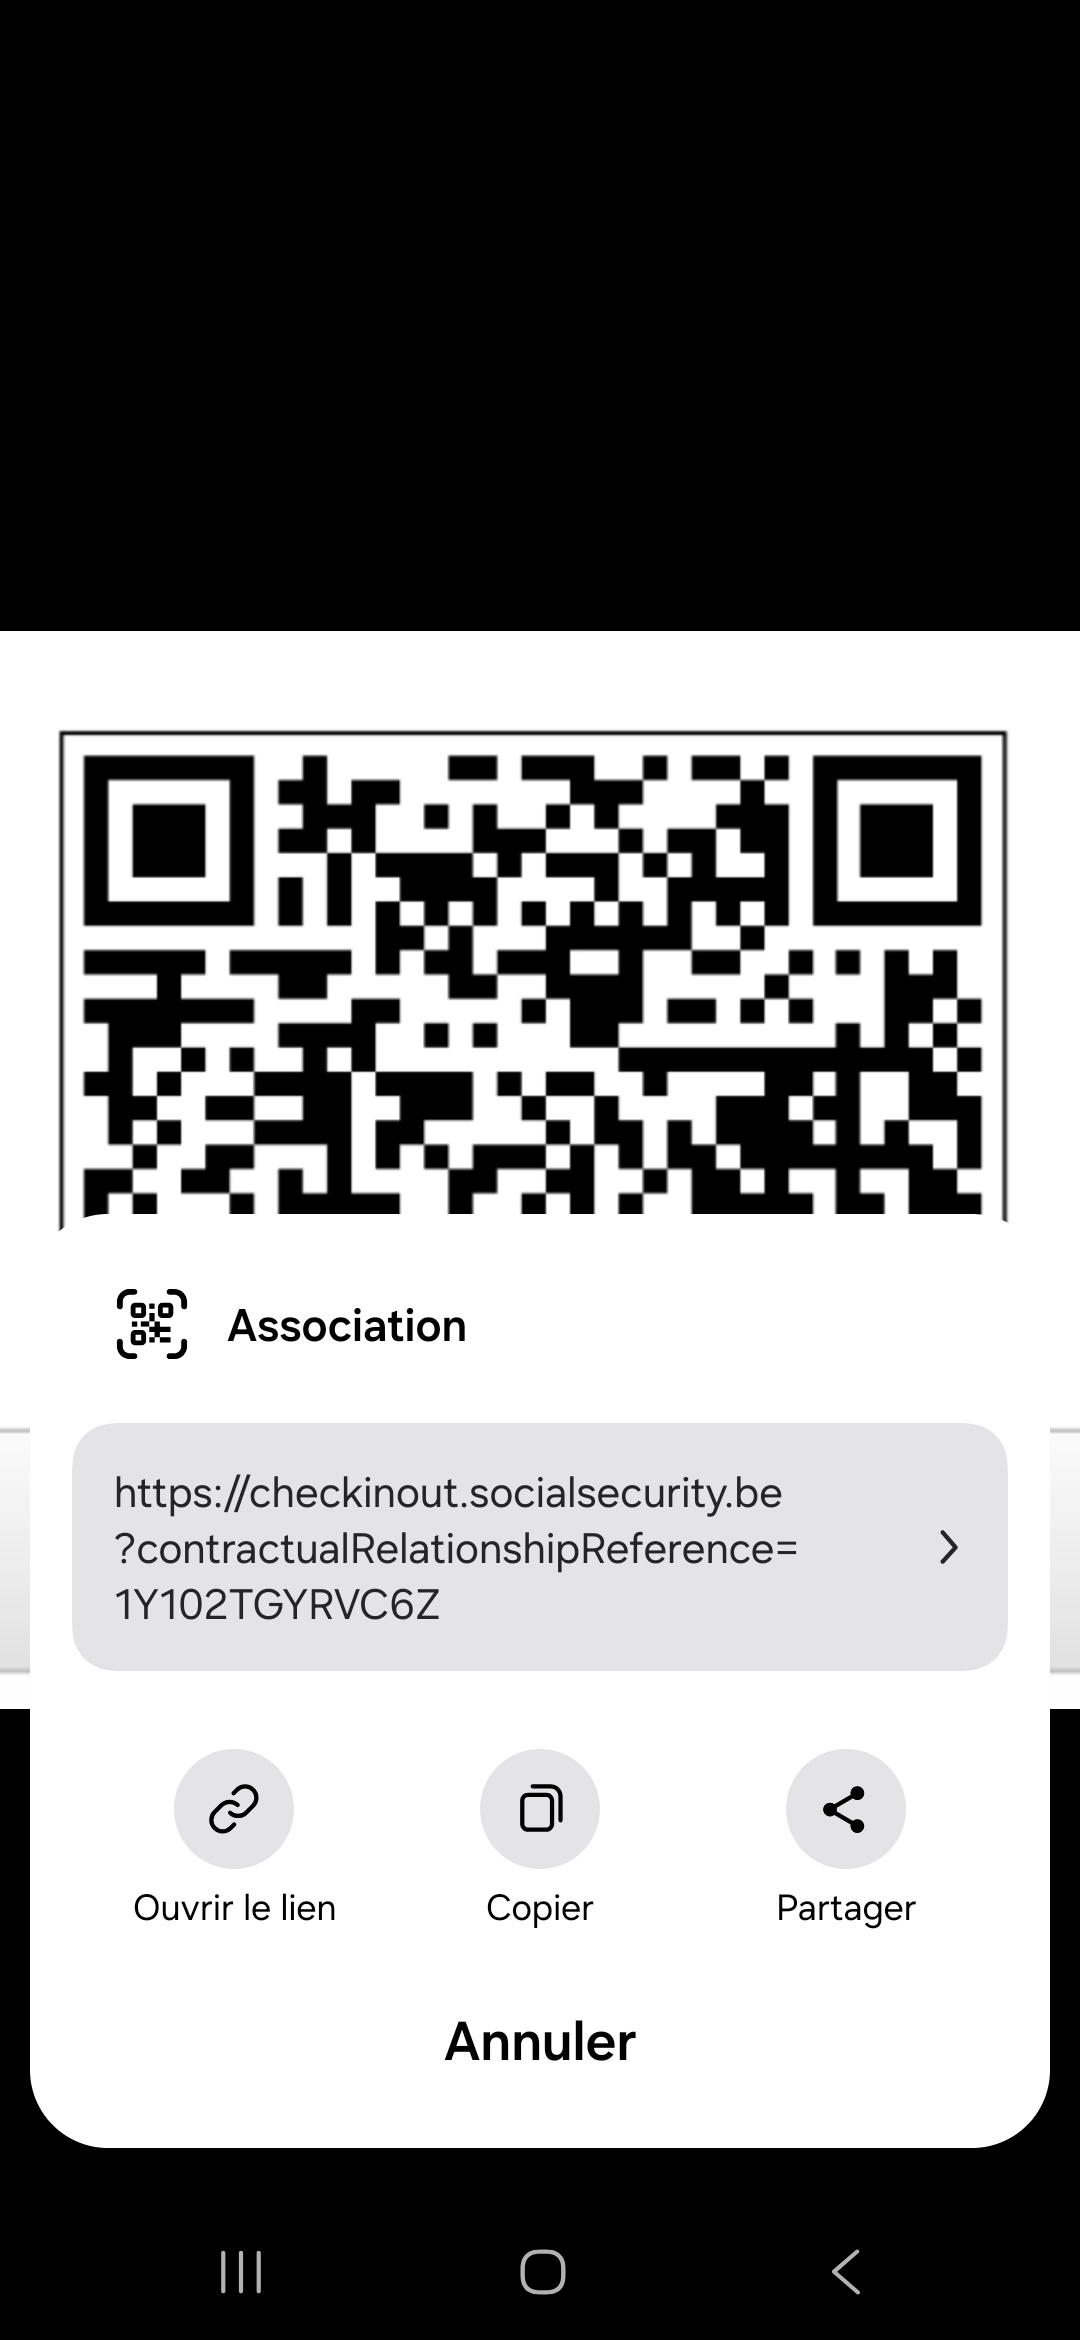 Association
https://checkinout.socialsecurity.be
?contractualRelationshipReference=
1Y102TGYRVC6Z
Ouvrir le lien
Copier
Partager
Annuler